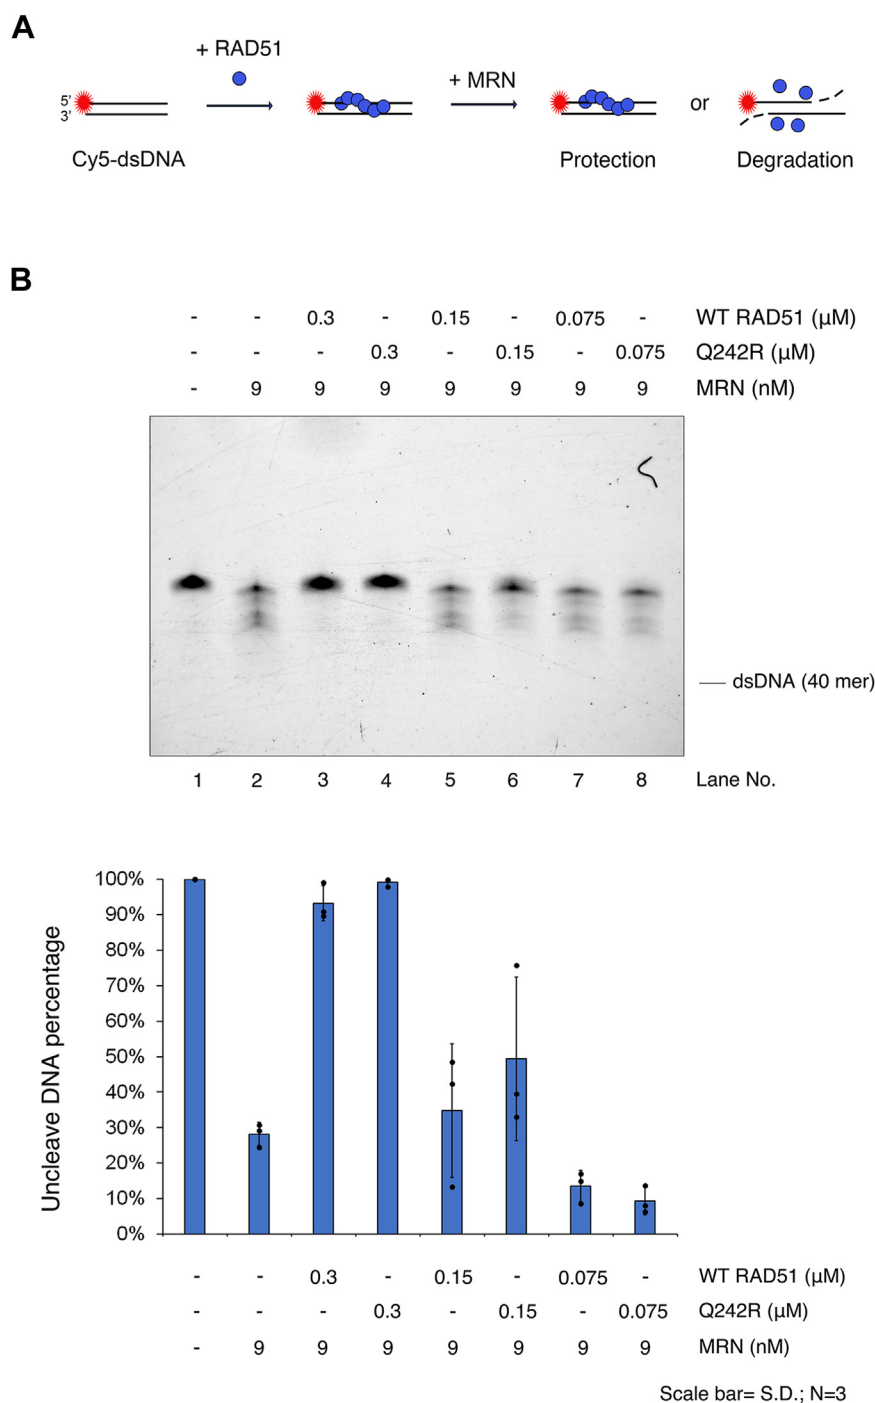 A
+ RAD51
+ MRN
5'
3'
or
Cy5-dsDNA
Protection
Degradation
B
- - 0.3 - 0.15 - 0.075 - WT RAD51 (μM)
- - - 0.3 - 0.15 - 0.075 Q242R (μM)
- 9 9 9 9 9 9 9 MRN (nM)
dsDNA (40 mer)
1 2 3 4 5 6 7 8 Lane No.
Uncleave DNA percentage
100%
90%
80%
70%
60%
50%
40%
30%
20%
10%
0%
- - 0.3 - 0.15 - 0.075 - WT RAD51 (μM)
- - - 0.3 - 0.15 - 0.075 Q242R (μM)
- 9 9 9 9 9 9 9 MRN (nM)
Scale bar= S.D.; N=3